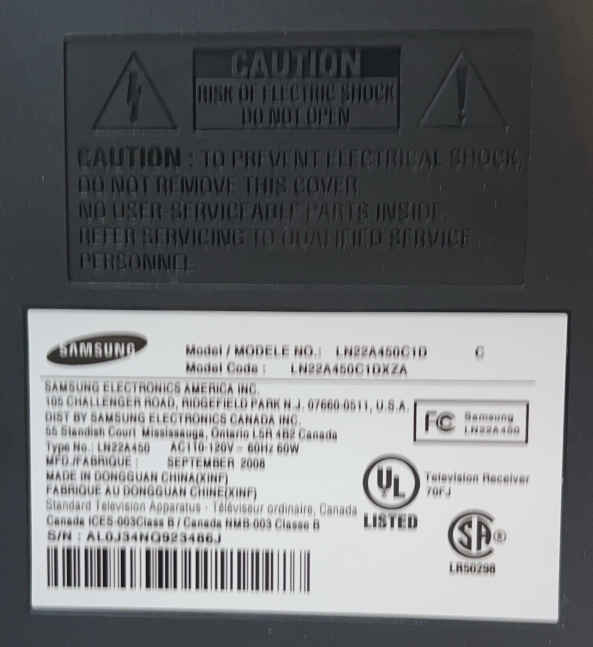 CAUTION
RISK OF ELECTRIC SHOCK
DO NOT OPEN
CAUTION : TO PREVENT ELECTRICAL SHOCK,
DO NOT REMOVE THIS COVER.
NO USER-SERVICEABLE PARTS INSIDE.
REFER SERVICING TO QUALIFIED SERVICE
PERSONNEL.
SAMSUNG
Model / MODELE NO.: LN22A450C1D C
Model Code : LN22A450C1DXZA
SAMSUNG ELECTRONICS AMERICA INC.
105 CHALLENGER ROAD, RIDGEFIELD PARK N.J. 07660-0511, U.S.A.
DIST BY SAMSUNG ELECTRONICS CANADA INC.
55 Standish Court Mississauga, Ontario L5R 4B2 Canada
FC Samsung
LN22A450
Type No.: LN22A450 AC110-120V ~ 60Hz 60W
MFG./FABRIQUE : SEPTEMBER 2008
MADE IN DONGGUAN CHINA(XINF)
FABRIQUE AU DONGGUAN CHINE(XINF)
Standard Television Apparatus - Téléviseur ordinaire, Canada
Canada ICES-003Class B / Canada NMB-003 Classe B
S/N : AL0J34NQ923486J
UL
LISTED
Television Receiver
70FJ
SA ®
LR50298